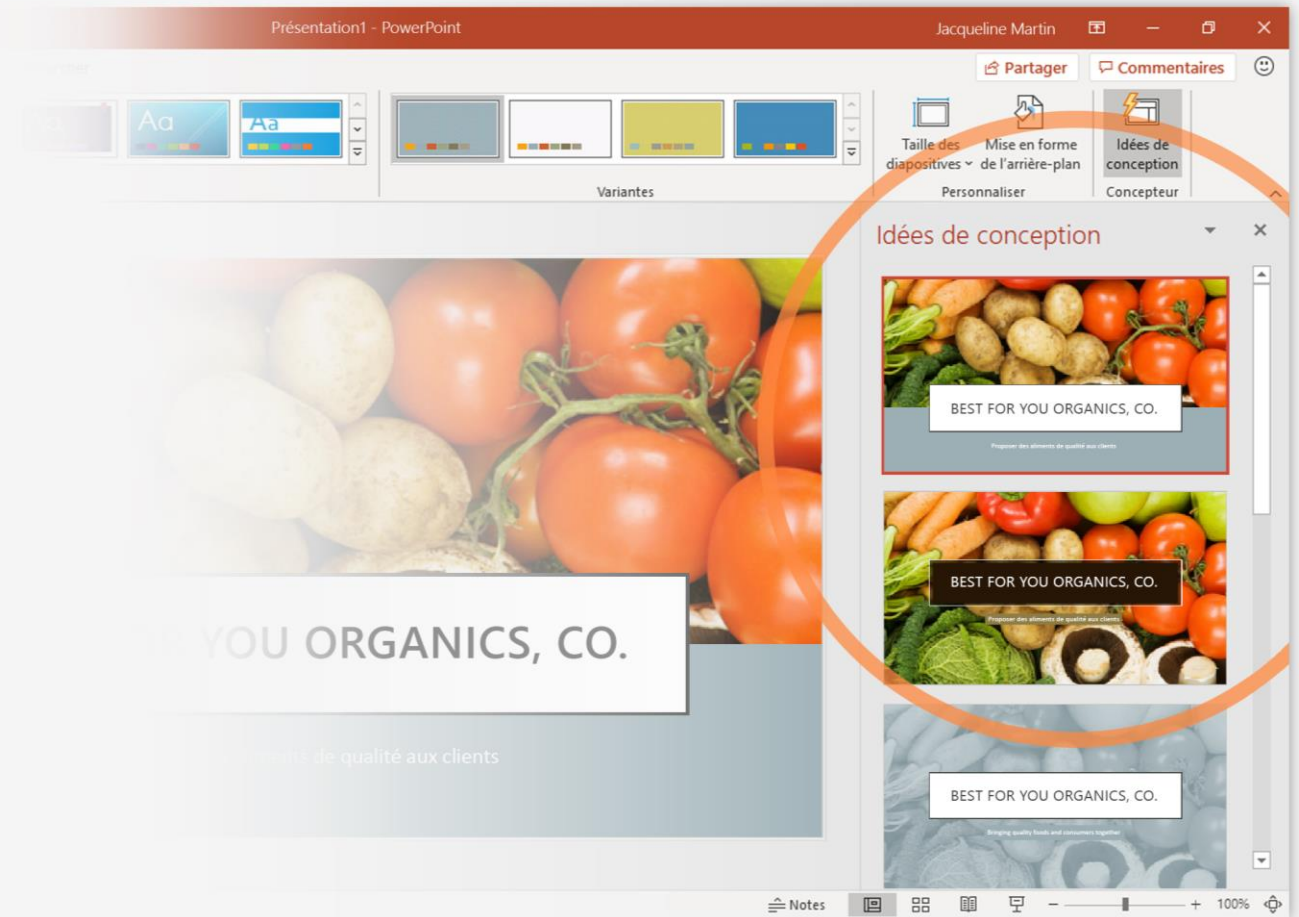 Présentation1 - PowerPoint
Jacqueline Martin
Partager
Commentaires
Aa
Aa
Taille des
diapositives
Mise en forme
de l'arrière-plan
Idées de
conception
Variantes
Personnaliser
Concepteur
Idées de conception
BEST FOR YOU ORGANICS, CO.
Proposer des aliments de qualité aux clients
BEST FOR YOU ORGANICS, CO.
Proposer des aliments de qualité aux clients
BEST FOR YOU ORGANICS, CO.
Bringing quality foods and consumers together
YOU ORGANICS, CO.
de qualité aux clients
Notes
100%